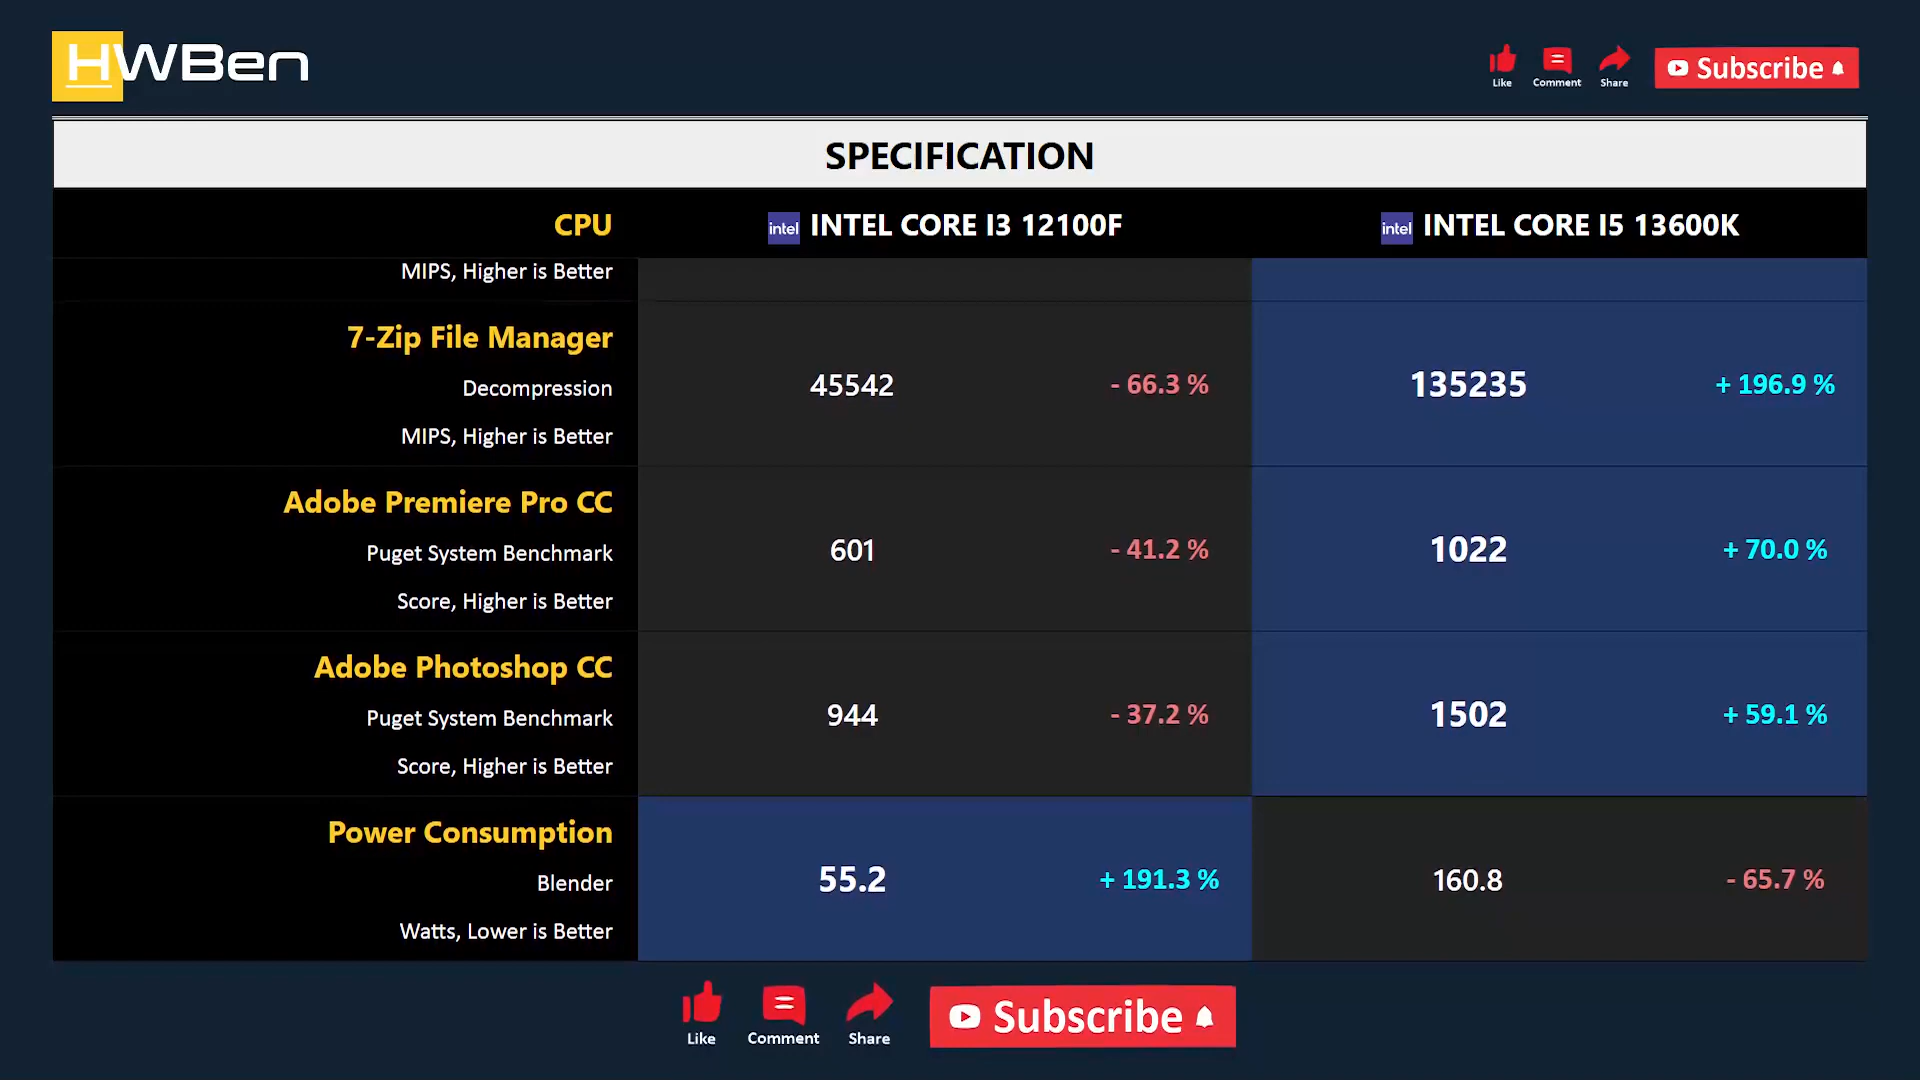 HWBen
Like
Comment
Share
Subscribe
SPECIFICATION
CPU
intel INTEL CORE I3 12100F
intel INTEL CORE I5 13600K
MIPS, Higher is Better
7-Zip File Manager
Decompression
MIPS, Higher is Better
45542 - 66.3 % 135235 + 196.9 %
Adobe Premiere Pro CC
Puget System Benchmark
Score, Higher is Better
601 - 41.2 % 1022 + 70.0 %
Adobe Photoshop CC
Puget System Benchmark
Score, Higher is Better
944 - 37.2 % 1502 + 59.1 %
Power Consumption
Blender
Watts, Lower is Better
55.2 + 191.3 % 160.8 - 65.7 %
Like
Comment
Share
Subscribe